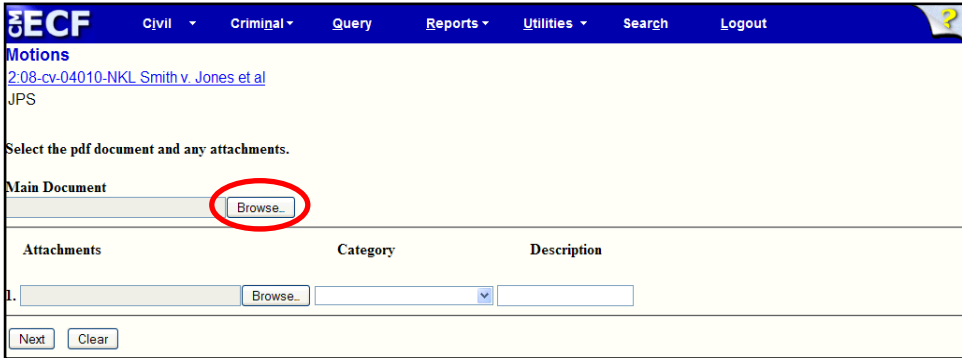 CM ECF Civil Criminal Query Reports Utilities Search Logout ?
Motions
2:08-cv-04010-NKL Smith v. Jones et al
JPS
Select the pdf document and any attachments.
Main Document
Browse...
Attachments Category Description
1. Browse...
Next Clear